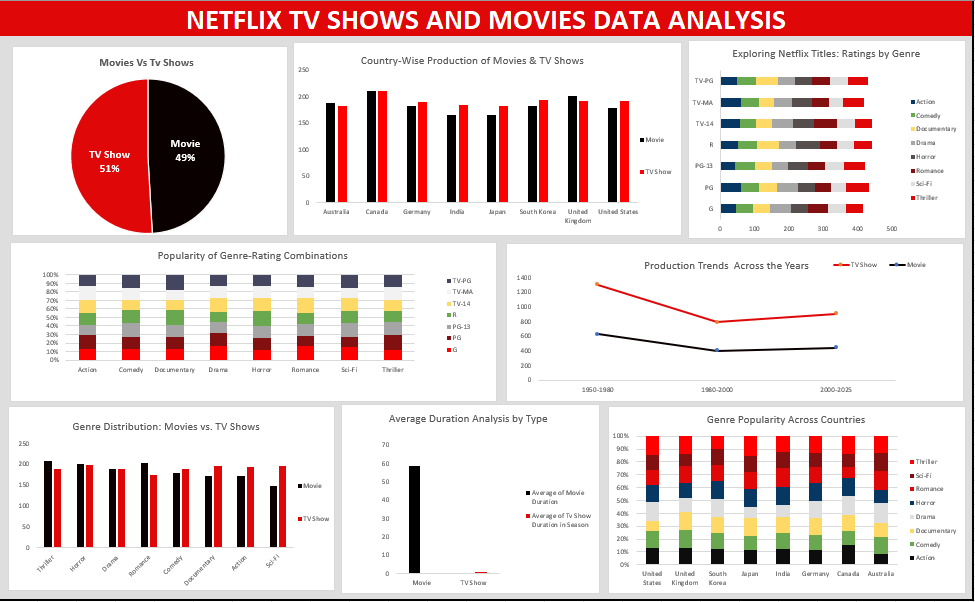 NETFLIX TV SHOWS AND MOVIES DATA ANALYSIS
Movies Vs Tv Shows
TV Show
51%
Movie
49%
Country-Wise Production of Movies & TV Shows
250
200
150
100
50
0
Australia
Canada
Germany
India
Japan
South Korea
United
Kingdom
United States
Movie
TV Show
Exploring Netflix Titles: Ratings by Genre
TV-PG
TV-MA
TV-14
R
PG-13
PG
G
0
100
200
300
400
500
Action
Comedy
Documentary
Drama
Horror
Romance
Sci-Fi
Thriller
Popularity of Genre-Rating Combinations
100%
90%
80%
70%
60%
50%
40%
30%
20%
10%
0%
Action
Comedy
Documentary
Drama
Horror
Romance
Sci-Fi
Thriller
TV-PG
TV-MA
TV-14
R
PG-13
PG
G
Production Trends Across the Years
TV Show
Movie
1400
1200
1000
800
600
400
200
0
1950-1980
1980-2000
2000-2025
Genre Distribution: Movies vs. TV Shows
250
200
150
100
50
0
Thriller
Horror
Drama
Romance
Comedy
Documentary
Action
Sci-Fi
Movie
TV Show
Average Duration Analysis by Type
70
60
50
40
30
20
10
0
Movie
TV Show
Average of Movie
Duration
Average of Tv Show
Duration in Season
Genre Popularity Across Countries
100%
90%
80%
70%
60%
50%
40%
30%
20%
10%
0%
United
States
United
Kingdom
South
Korea
Japan
India
Germany
Canada
Australia
Thriller
Sci-Fi
Romance
Horror
Drama
Documentary
Comedy
Action